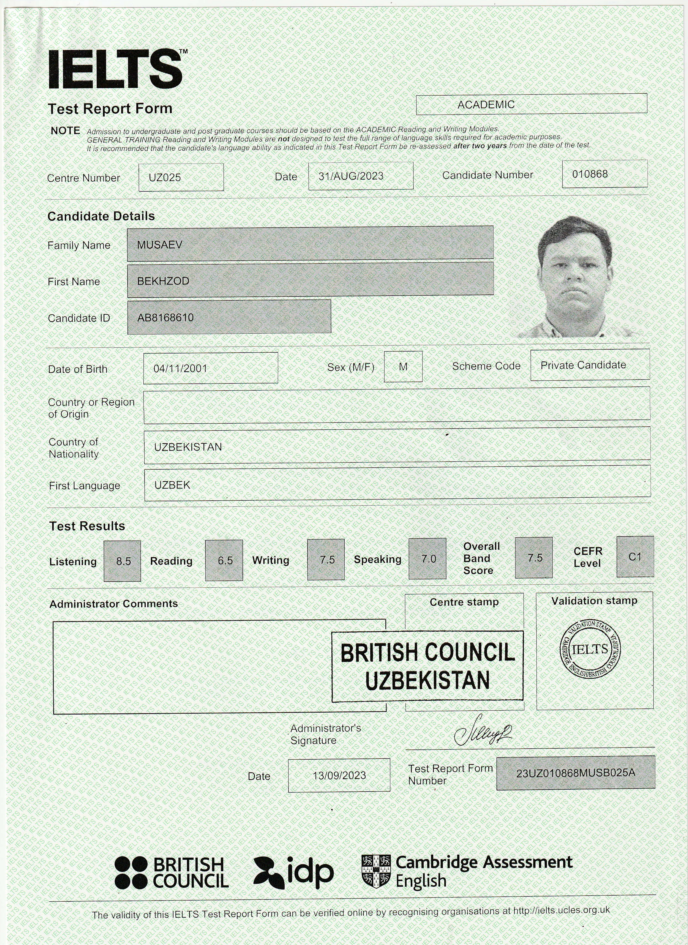 IELTS™
Test Report Form
ACADEMIC
NOTE Admission to undergraduate and post graduate courses should be based on the ACADEMIC Reading and Writing Modules.
GENERAL TRAINING Reading and Writing Modules are not designed to test the full range of language skills required for academic purposes.
It is recommended that the candidate's language ability as indicated in this Test Report Form be re-assessed after two years from the date of the test.
Centre Number UZ025 Date 31/AUG/2023 Candidate Number 010868
Candidate Details
Family Name MUSAEV
First Name BEKHZOD
Candidate ID AB8168610
Date of Birth 04/11/2001 Sex (M/F) M Scheme Code Private Candidate
Country or Region
of Origin
Country of
Nationality UZBEKISTAN
First Language UZBEK
Test Results
Listening 8.5 Reading 6.5 Writing 7.5 Speaking 7.0 Overall Band Score 7.5 CEFR Level C1
Administrator Comments Centre stamp Validation stamp
BRITISH COUNCIL
UZBEKISTAN
VALIDATION STAMP
IELTS
Administrator's
Signature
Date 13/09/2023 Test Report Form
Number 23UZ010868MUSB025A
BRITISH
COUNCIL
idp
Cambridge Assessment
English
The validity of this IELTS Test Report Form can be verified online by recognising organisations at http://ielts.ucles.org.uk